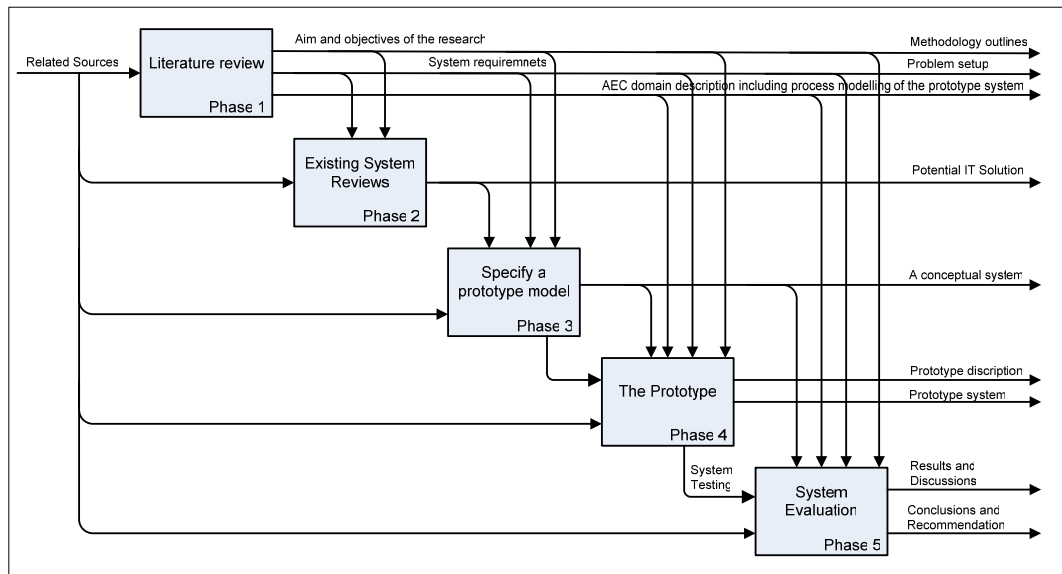 Aim and objectives of the research
Methodology outlines
Related Sources
Literature review
Phase 1
System requiremnets
Problem setup
AEC domain description including process modelling of the prototype system
Existing System
Reviews
Phase 2
Potential IT Solution
Specify a
prototype model
Phase 3
A conceptual system
The Prototype
Phase 4
Prototype discription
Prototype system
System
Testing
System
Evaluation
Phase 5
Results and
Discussions
Conclusions and
Recommendation